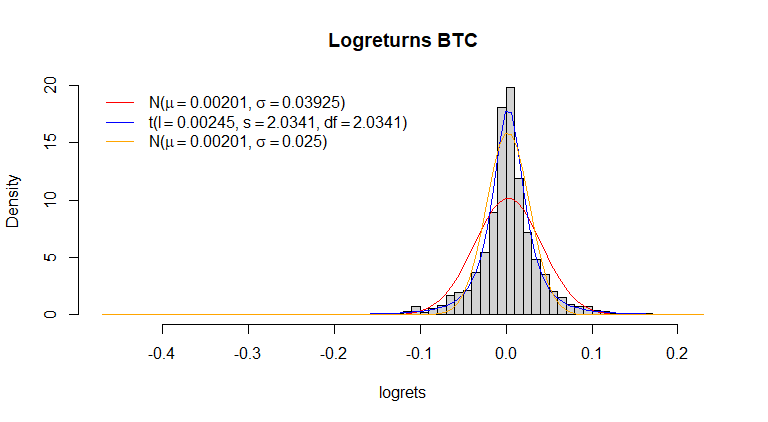 Logreturns BTC
N(μ = 0.00201, σ = 0.03925)
t(l = 0.00245, s = 2.0341, df = 2.0341)
N(μ = 0.00201, σ = 0.025)
20
15
10
5
0
Density
-0.4 -0.3 -0.2 -0.1 0.0 0.1 0.2
logrets